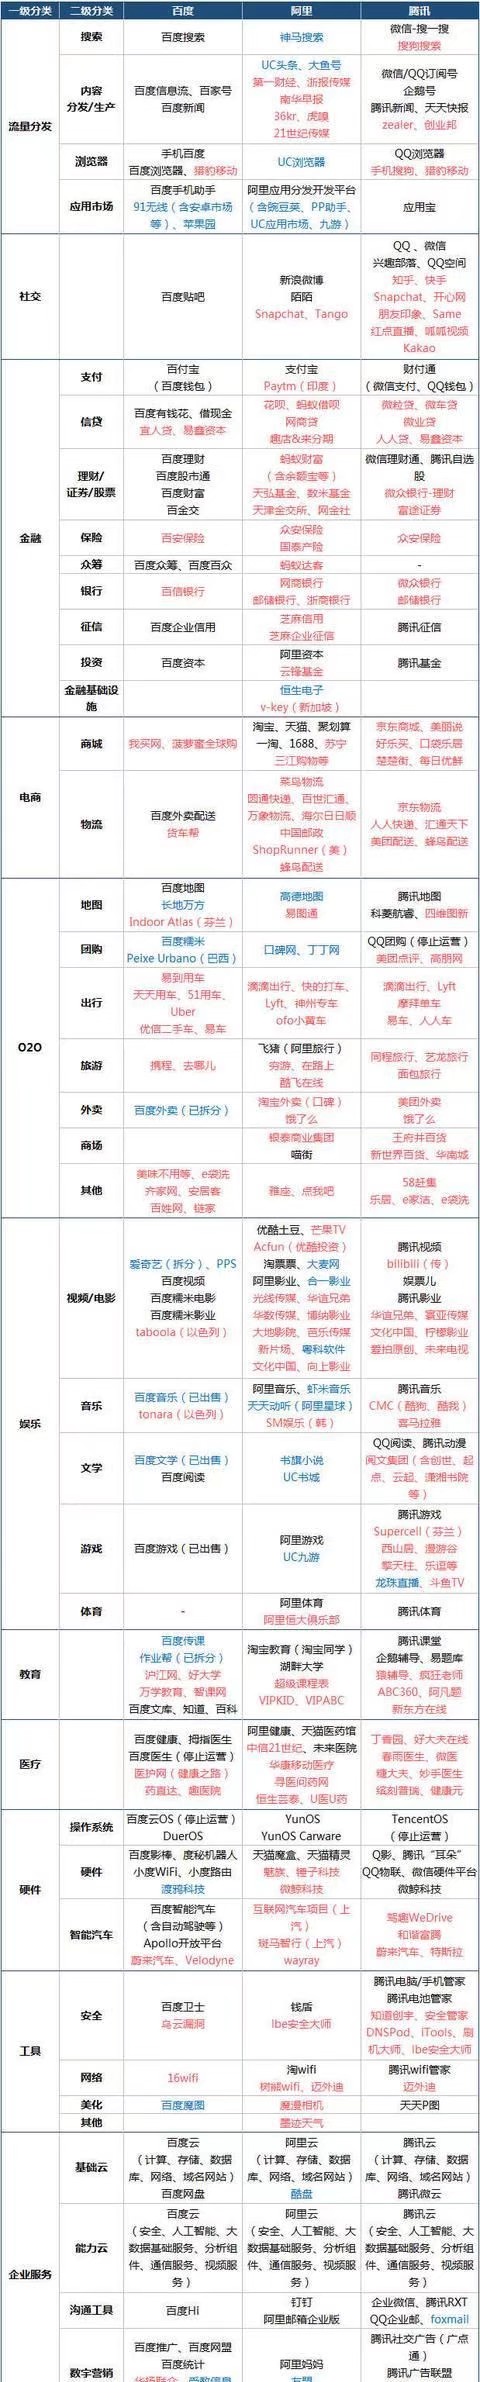 一级分类 二级分类 百度 阿里 腾讯
流量分发
搜索
百度搜索
神马搜索
微信-搜一搜
搜狗搜索
内容
分发/生产
百度信息流、百家号
百度新闻
UC头条、大鱼号
第一财经、浙报传媒
南华早报
36kr、虎嗅
21世纪传媒
微信/QQ订阅号
企鹅号
腾讯新闻、天天快报
zealer、创业邦
浏览器
手机百度
百度浏览器、猎豹移动
UC浏览器
QQ浏览器
手机搜狗、猎豹移动
应用市场
百度手机助手
91无线（含安卓市场
等）、苹果园
阿里应用分发开发平台
（含豌豆荚、PP助手、
UC应用市场、九游）
应用宝
社交
百度贴吧
新浪微博
陌陌
Snapchat、Tango
QQ 、微信
兴趣部落、QQ空间
知乎、快手
Snapchat、开心网
朋友印象、Same
红点直播、呱呱视频
Kakao
金融
支付
百付宝
（百度钱包）
支付宝
Paytm（印度）
财付通
（微信支付、QQ钱包）
信贷
百度有钱花、借现金
宜人贷、易鑫资本
花呗、蚂蚁借呗
网商贷
趣店&来分期
微粒贷、微车贷
微业贷
人人贷、易鑫资本
理财/
证券/股票
百度理财
百度股市通
百度财富
百金交
蚂蚁财富
（含余额宝等）
天弘基金、数米基金
天津金交所、网金社
微信理财通、腾讯自选
股
微众银行-理财
富途证券
保险
百安保险
众安保险
国泰产险
众安保险
众筹
百度众筹、百度百众
蚂蚁达客
-
银行
百信银行
网商银行
邮储银行、浙商银行
微众银行
邮储银行
征信
百度企业信用
芝麻信用
芝麻企业征信
腾讯征信
投资
百度资本
阿里资本
云锋基金
腾讯基金
金融基础设
施
恒生电子
v-key（新加坡）
电商
商城
我买网、菠萝蜜全球购
淘宝、天猫、聚划算
一淘、1688、苏宁
三江购物等
京东商城、美丽说
好乐买、口袋乐居
楚楚街、每日优鲜
物流
百度外卖配送
货车帮
菜鸟物流
圆通快递、百世汇通、
万象物流、海尔日日顺
中国邮政
ShopRunner（美）
蜂鸟配送
京东物流
人人快递、汇通天下
美团配送、蜂鸟配送
O2O
地图
百度地图
长地万方
Indoor Atlas（芬兰）
高德地图
易图通
腾讯地图
科菱航睿、四维图新
团购
百度糯米
Peixe Urbano（巴西）
口碑网、丁丁网
QQ团购（停止运营）
美团点评、高朋网
出行
易到用车
天天用车、51用车、
Uber
优信二手车、易车
滴滴出行、快的打车、
Lyft、神州专车
ofo小黄车
滴滴出行、Lyft
摩拜单车
易车、人人车
旅游
携程、去哪儿
飞猪（阿里旅行）
穷游、在路上
酷飞在线
同程旅行、艺龙旅行
面包旅行
外卖
百度外卖（已拆分）
淘宝外卖（口碑）
饿了么
美团外卖
饿了么
商场
银泰商业集团
喵街
王府井百货
新世界百货、华南城
其他
美味不用等、e袋洗
齐家网、安居客
百姓网、链家
雅座、点我吧
58赶集
乐居、e家洁、e袋洗
娱乐
视频/电影
爱奇艺（拆分）、PPS
百度视频
百度糯米电影
百度糯米影业
taboola（以色列）
优酷土豆、芒果TV
Acfun（优酷投资）
淘票票、大麦网
阿里影业、合一影业
光线传媒、华谊兄弟
华数传媒、博纳影业
大地影院、芭乐传媒
新片场、粤科软件
文化中国、向上影业
腾讯视频
bilibili（传）
娱票儿
腾讯影业
华谊兄弟、寰亚传媒
文化中国、柠檬影业
爱拍原创、未来电视
音乐
百度音乐（已出售）
tonara（以色列）
阿里音乐、虾米音乐
天天动听（阿里星球）
SM娱乐（韩）
腾讯音乐
CMC（酷狗、酷我）
喜马拉雅
文学
百度文学（已出售）
百度阅读
书旗小说
UC书城
QQ阅读、腾讯动漫
阅文集团（含创世、起
点、云起、潇湘书院
等）
游戏
百度游戏（已出售）
阿里游戏
UC九游
腾讯游戏
Supercell（芬兰）
西山居、漫游谷
擎天柱、乐逗等
龙珠直播、斗鱼TV
体育
-
阿里体育
阿里恒大俱乐部
腾讯体育
教育
百度传课
作业帮（已拆分）
沪江网、好大学
万学教育、智课网
百度文库、知道、百科
淘宝教育（淘宝同学）
湖畔大学
超级课程表
VIPKID、VIPABC
腾讯课堂
企鹅辅导、易题库
猿辅导、疯狂老师
ABC360、阿凡题
新东方在线
医疗
百度健康、拇指医生
百度医生（停止运营）
医护网（健康之路）
药直达、趣医院
阿里健康、天猫医药馆
中信21世纪、未来医院
华康移动医疗
寻医问药网
恒生芸泰、U医U药
丁香园、好大夫在线
春雨医生、微医
糖大夫、妙手医生
缤刻普瑞、健康元
硬件
操作系统
百度云OS（停止运营）
DuerOS
YunOS
YunOS Carware
TencentOS
（停止运营）
硬件
百度影棒、度秘机器人
小度WiFi、小度路由
渡鸦科技
天猫魔盒、天猫精灵
魅族、锤子科技
微鲸科技
Q影、腾讯“耳朵”
QQ物联、微信硬件平台
微鲸科技
智能汽车
百度智能汽车
（含自动驾驶等）
Apollo开放平台
蔚来汽车、Velodyne
互联网汽车项目（上
汽）
斑马智行（上汽）
wayray
驾趣WeDrive
和谐富腾
蔚来汽车、特斯拉
工具
安全
百度卫士
乌云漏洞
钱盾
lbe安全大师
腾讯电脑/手机管家
腾讯电池管家
知道创宇、安全管家
DNSPod、iTools、刷
机大师、lbe安全大师
网络
16wifi
淘wifi
树熊wifi、迈外迪
腾讯wifi管家
迈外迪
美化
百度魔图
魔漫相机
天天P图
其他
墨迹天气
企业服务
基础云
百度云
（计算、存储、数据
库、网络、域名网站）
百度网盘
阿里云
（计算、存储、数据
库、网络、域名网站）
酷盘
腾讯云
（计算、存储、数据
库、网络、域名网站）
腾讯微云
能力云
百度云
（安全、人工智能、大
数据基础服务、分析组
件、通信服务、视频服
务）
阿里云
（安全、人工智能、大
数据基础服务、分析组
件、通信服务、视频服
务）
腾讯云
（安全、人工智能、大
数据基础服务、分析组
件、通信服务、视频服
务）
沟通工具
百度Hi
钉钉
阿里邮箱企业版
企业微信、腾讯RTX
QQ企业邮、foxmail
数字营销
百度推广、百度网盟
百度统计
阿里妈妈
腾讯社交广告（广点
通）
腾讯广告联盟